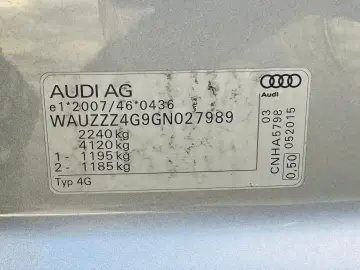 AUDI AG
Audi
e1*2007/46*0436
WAUZZZ4G9GN027989
2240 kg
4120 kg
1 - 1195 kg
2 - 1185 kg
Typ 4G
CNHA5798 03
0.50 052015